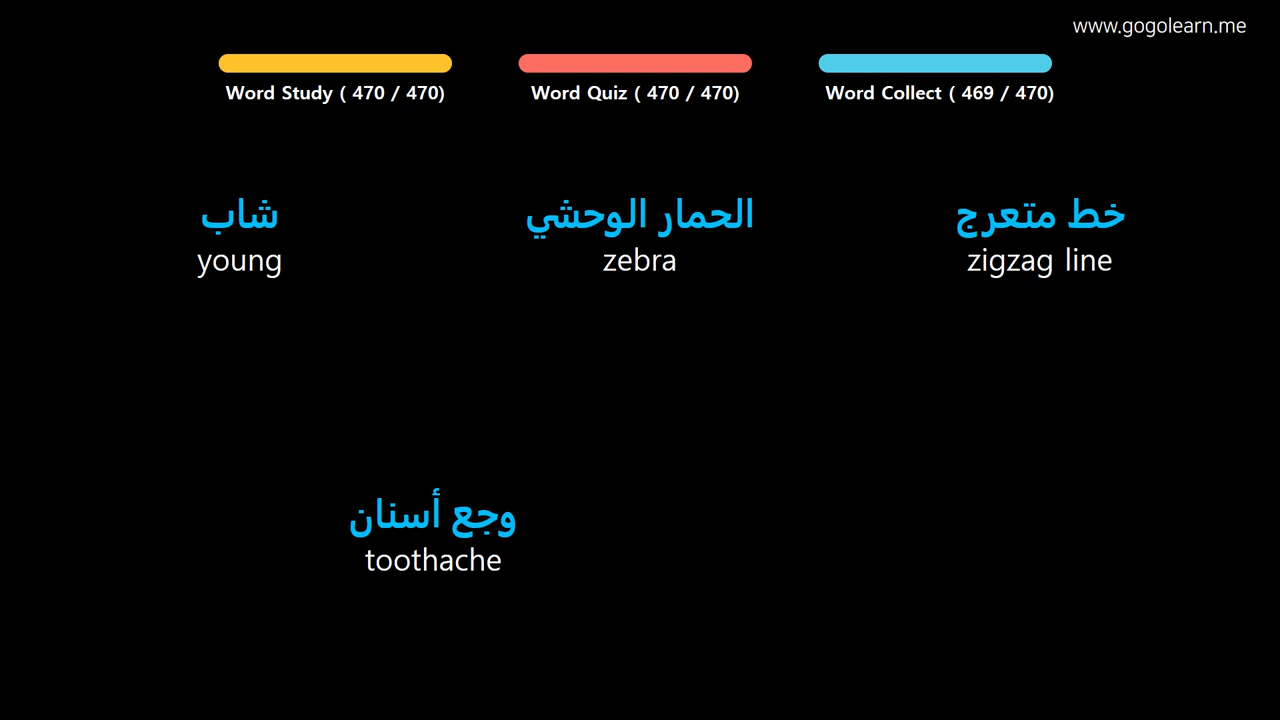 www.gogolearn.me
Word Study ( 470 / 470)
Word Quiz ( 470 / 470)
Word Collect ( 469 / 470)
شاب
young
الحمار الوحشي
zebra
خط متعرج
zigzag line
وجع أسنان
toothache